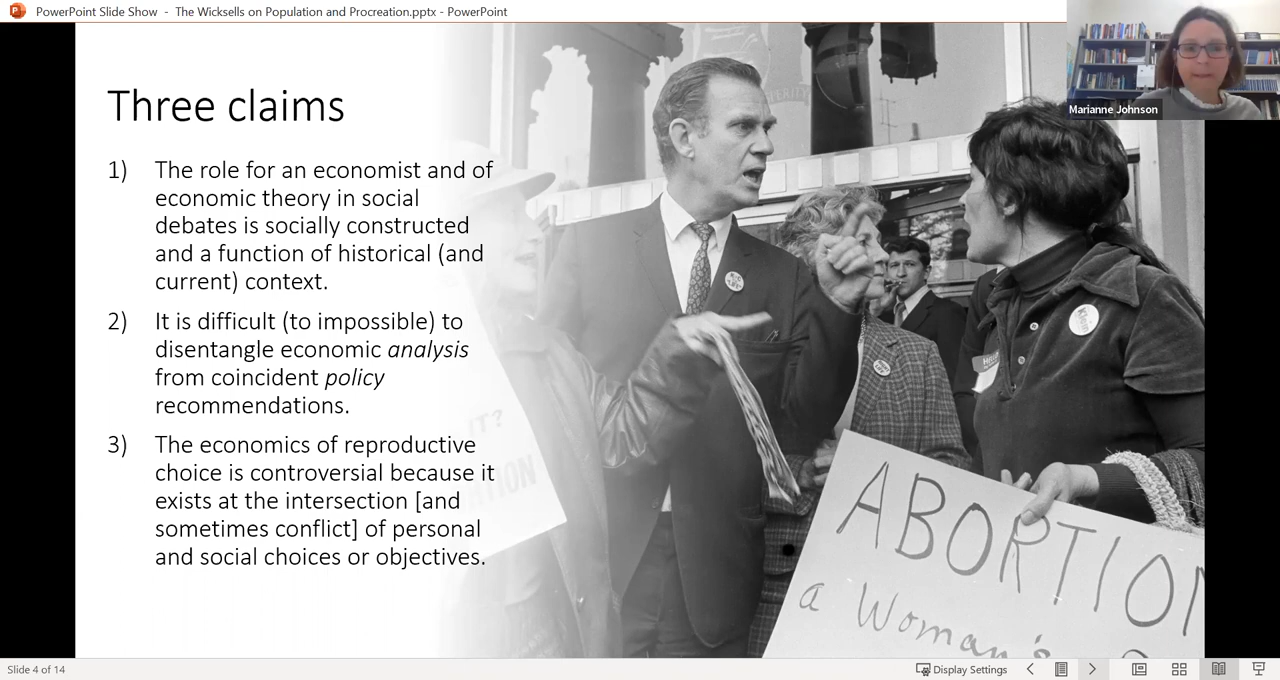 PowerPoint Slide Show - The Wicksells on Population and Procreation.pptx - PowerPoint
Marianne Johnson
Three claims
1) The role for an economist and of
economic theory in social
debates is socially constructed
and a function of historical (and
current) context.
2) It is difficult (to impossible) to
disentangle economic analysis
from coincident policy
recommendations.
3) The economics of reproductive
choice is controversial because it
exists at the intersection [and
sometimes conflict] of personal
and social choices or objectives.
IT?
ABORTION
a Woman's
Slide 4 of 14
Display Settings